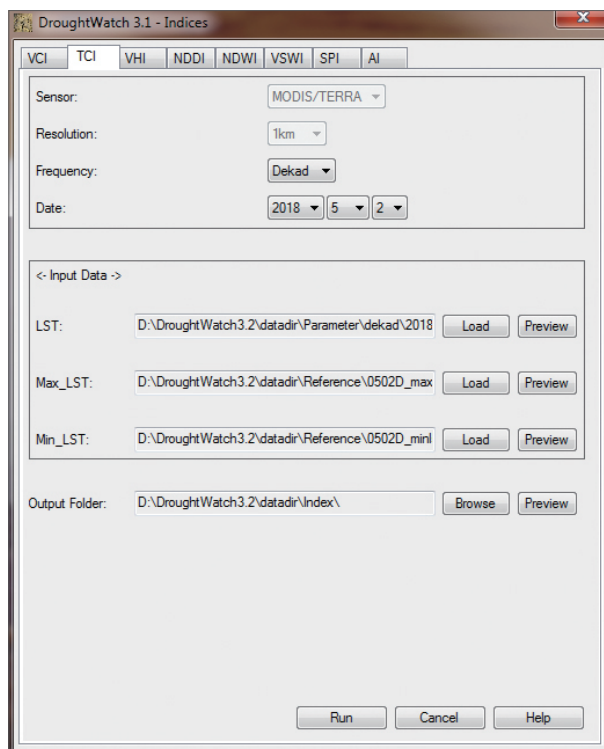 DroughtWatch 3.1 - Indices
VCI TCI VHI NDDI NDWI VSWI SPI AI
Sensor: MODIS/TERRA
Resolution: 1km
Frequency: Dekad
Date: 2018 5 2
<- Input Data ->
LST: D:\DroughtWatch3.2\datadir\Parameter\dekad\2018 Load Preview
Max_LST: D:\DroughtWatch3.2\datadir\Reference\0502D_max Load Preview
Min_LST: D:\DroughtWatch3.2\datadir\Reference\0502D_minl Load Preview
Output Folder: D:\DroughtWatch3.2\datadir\Index\ Browse Preview
Run Cancel Help